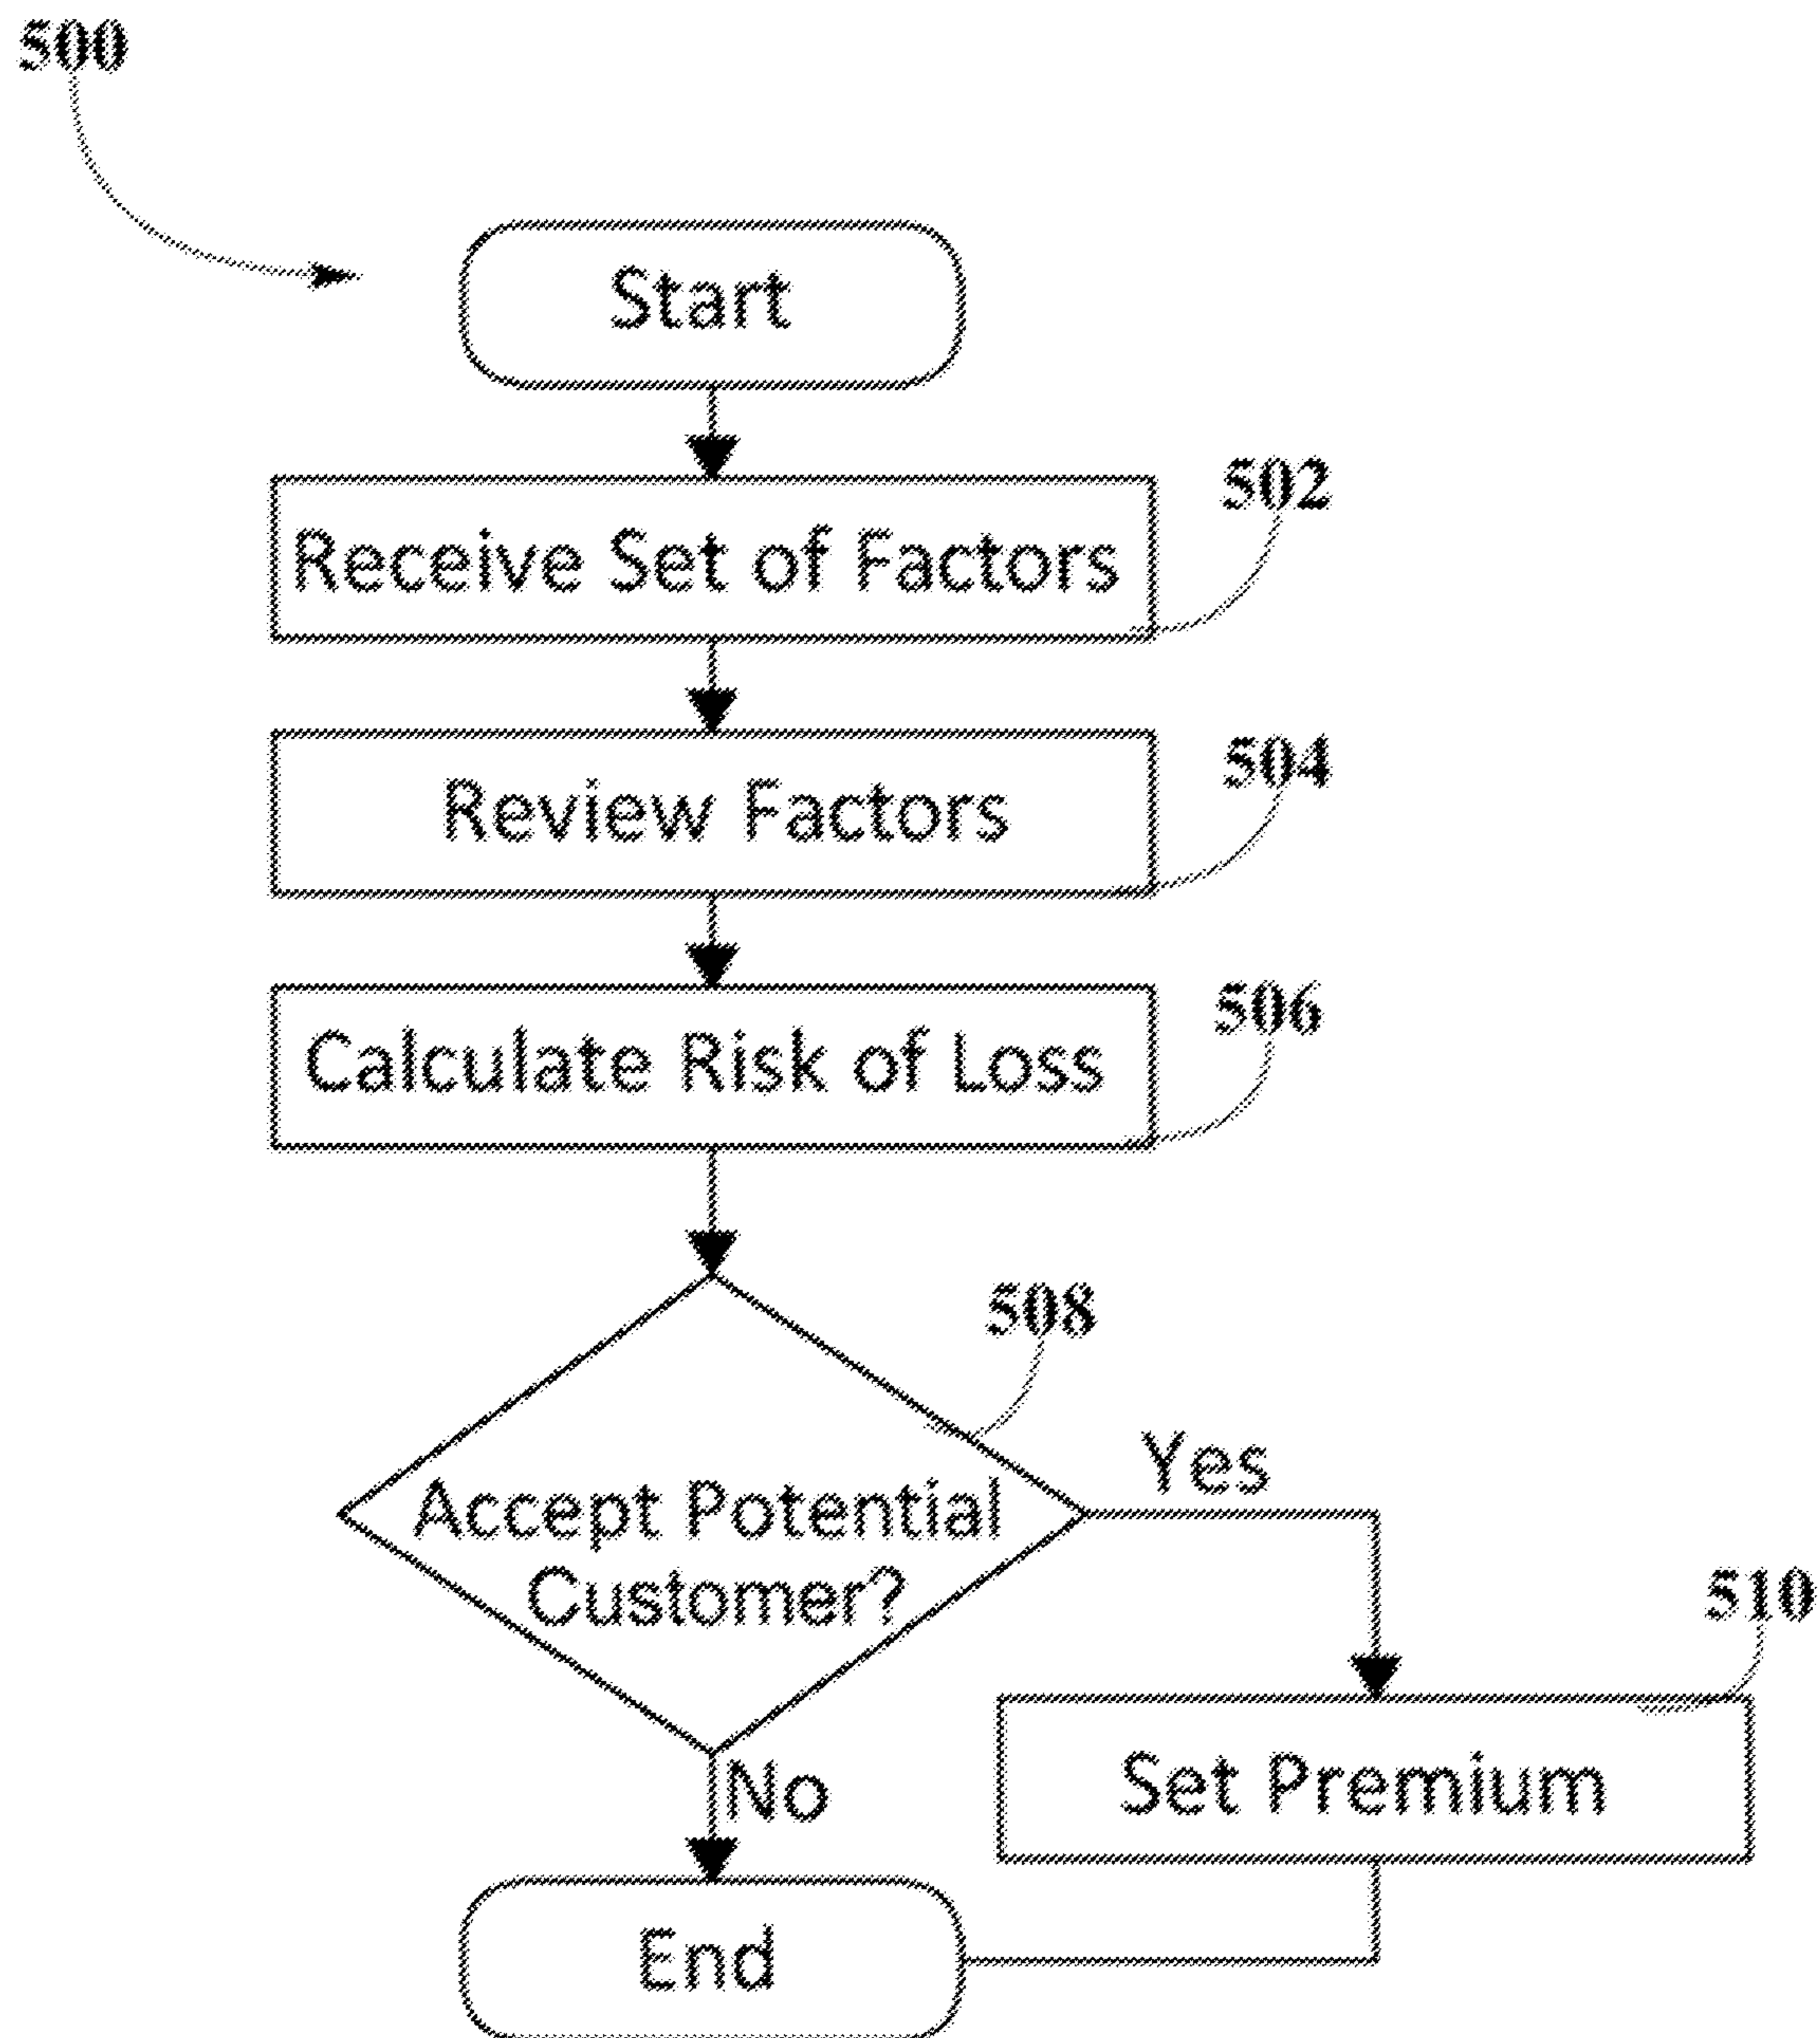 500
Start
502
Receive Set of Factors
504
Review Factors
506
Calculate Risk of Loss
508
Yes
Accept Potential
Customer?
510
Set Premium
No
End